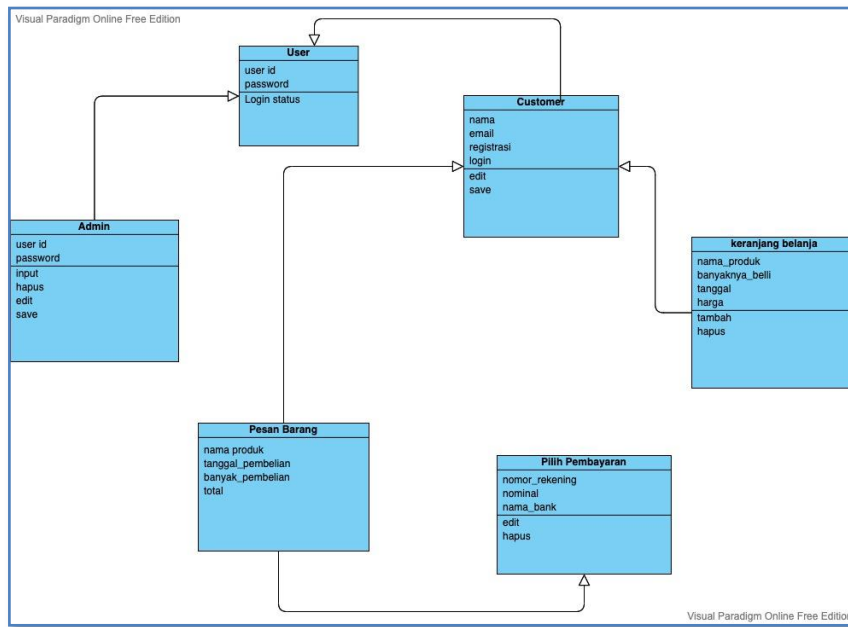 Visual Paradigm Online Free Edition
User
user id
password
Login status
Customer
nama
email
registrasi
login
edit
save
Admin
user id
password
input
hapus
edit
save
keranjang belanja
nama_produk
banyaknya_belli
tanggal
harga
tambah
hapus
Pesan Barang
nama produk
tanggal_pembelian
banyak_pembelian
total
Pilih Pembayaran
nomor_rekening
nominal
nama_bank
edit
hapus
Visual Paradigm Online Free Edition